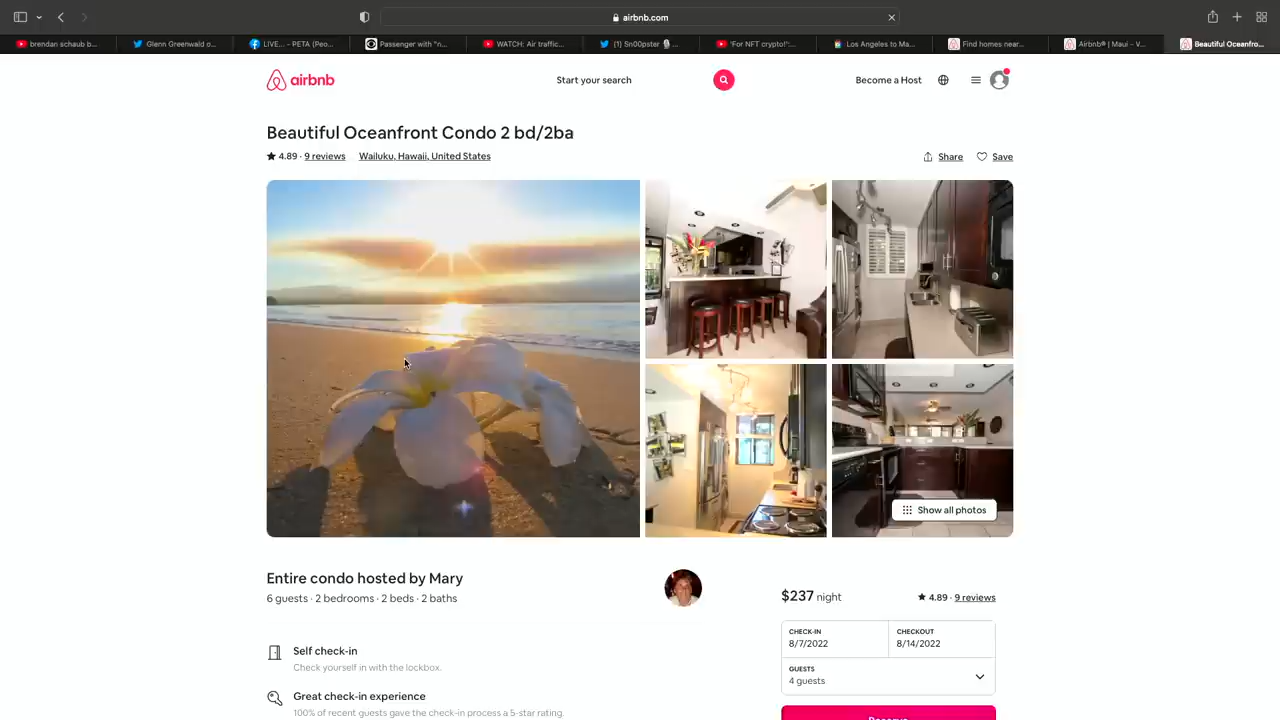 airbnb.com
brendan schaub b...
Glenn Greenwald o...
LIVE... - PETA (Peo...
Passenger with "n...
WATCH: Air traffic...
(1) Sn00pster 🎙️ ...
'For NFT crypto!':...
Los Angeles to Ma...
Find homes near...
Airbnb® | Maui - V...
Beautiful Oceanfro...
airbnb
Start your search
Become a Host
Beautiful Oceanfront Condo 2 bd/2ba
4.89 · 9 reviews Wailuku, Hawaii, United States
Share
Save
Show all photos
Entire condo hosted by Mary
6 guests · 2 bedrooms · 2 beds · 2 baths
Self check-in
Check yourself in with the lockbox.
Great check-in experience
100% of recent guests gave the check-in process a 5-star rating.
$237 night
4.89 · 9 reviews
CHECK-IN
8/7/2022
CHECKOUT
8/14/2022
GUESTS
4 guests
Reserve